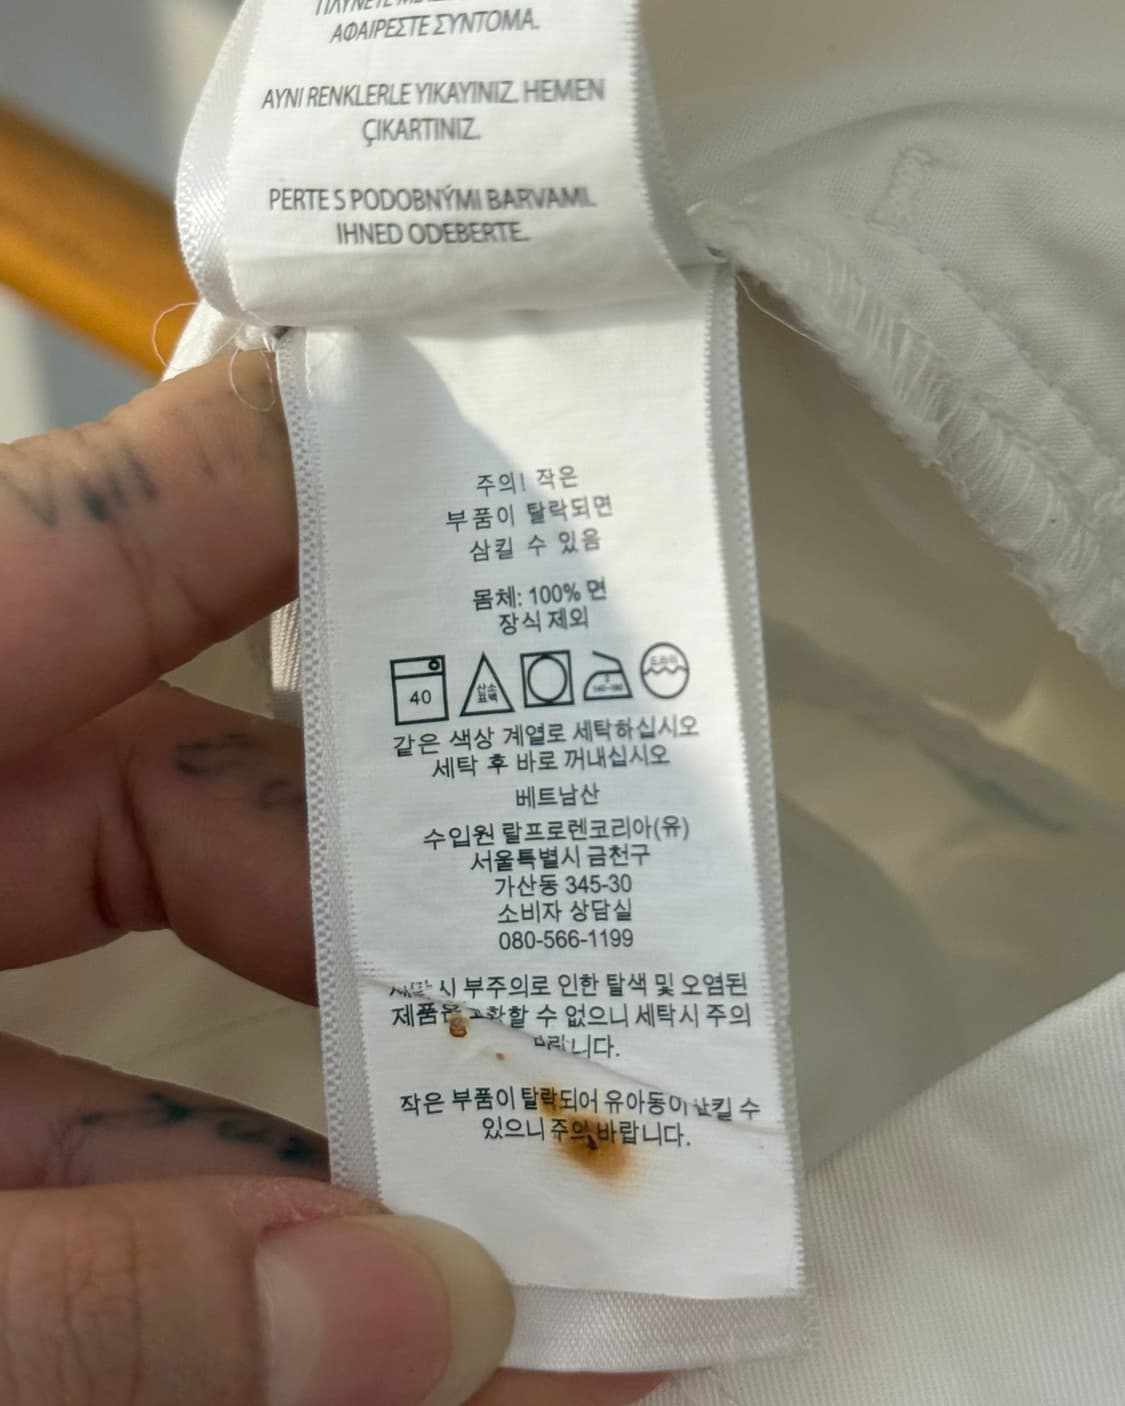 ΑΦΑΙΡΕΣΤΕ ΣΥΝΤΟΜΑ.
AYNI RENKLERLE YIKAYINIZ. HEMEN
ÇIKARTINIZ.
PERTE S PODOBNÝMI BARVAMI.
IHNED ODEBERTE.
주의! 작은
부품이 탈락되면
삼킬 수 있음
몸체: 100% 면
장식 제외
40
산소
표백
드라이
같은 색상 계열로 세탁하십시오
세탁 후 바로 꺼내십시오
베트남산
수입원 랄프로렌코리아(유)
서울특별시 금천구
가산동 345-30
소비자 상담실
080-566-1199
시 부주의로 인한 탈색 및 오염된
제품을 교환할 수 없으니 세탁시 주의
바랍니다.
작은 부품이 탈락되어 유아동이 삼킬 수
있으니 주의 바랍니다.